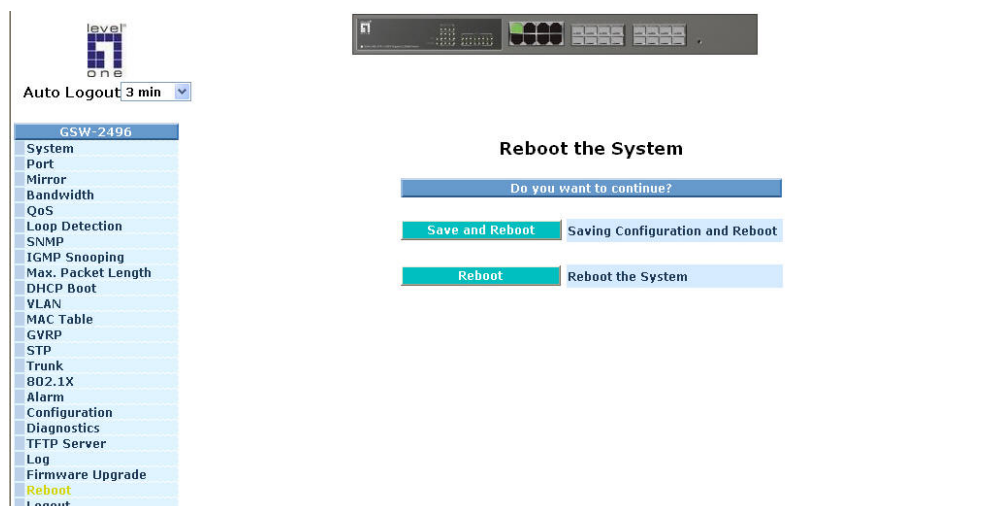 level
one
Auto Logout 3 min
GSW-2496
System
Port
Mirror
Bandwidth
QoS
Loop Detection
SNMP
IGMP Snooping
Max. Packet Length
DHCP Boot
VLAN
MAC Table
GVRP
STP
Trunk
802.1X
Alarm
Configuration
Diagnostics
TFTP Server
Log
Firmware Upgrade
Reboot
Logout
Reboot the System
Do you want to continue?
Save and Reboot Saving Configuration and Reboot
Reboot Reboot the System